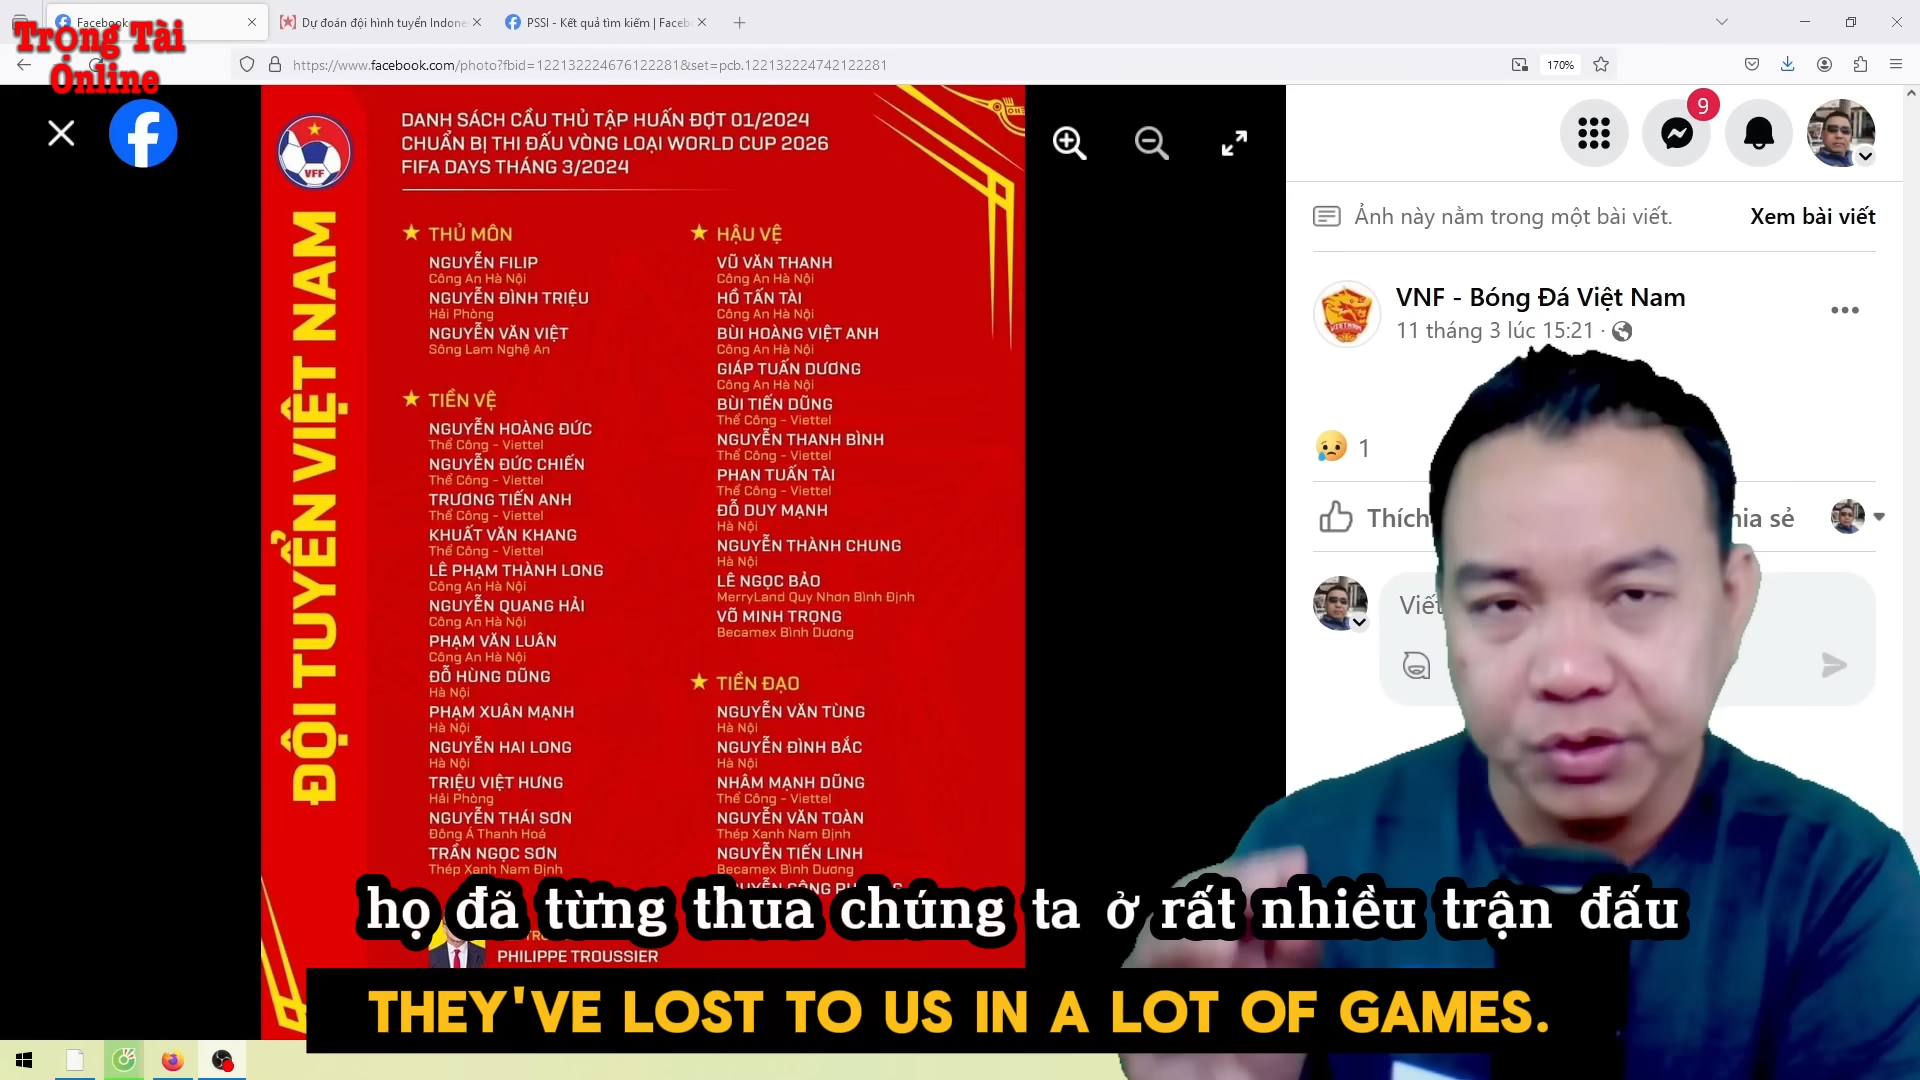 Facebook
Dự đoán đội hình tuyển Indone
PSSI - Kết quả tìm kiếm | Faceb
Trọng Tài
Online
https://www.facebook.com/photo?fbid=122132224676122281&set=pcb.122132224742122281
170%
DANH SÁCH CẦU THỦ TẬP HUẤN ĐỢT 01/2024
CHUẨN BỊ THI ĐẤU VÒNG LOẠI WORLD CUP 2026
FIFA DAYS THÁNG 3/2024
VFF
ĐỘI TUYỂN VIỆT NAM
THỦ MÔN
NGUYỄN FILIP
Công An Hà Nội
NGUYỄN ĐÌNH TRIỆU
Hải Phòng
NGUYỄN VĂN VIỆT
Sông Lam Nghệ An
TIỀN VỆ
NGUYỄN HOÀNG ĐỨC
Thể Công - Viettel
NGUYỄN ĐỨC CHIẾN
Thể Công - Viettel
TRƯƠNG TIẾN ANH
Thể Công - Viettel
KHUẤT VĂN KHANG
Thể Công - Viettel
LÊ PHẠM THÀNH LONG
Công An Hà Nội
NGUYỄN QUANG HẢI
Công An Hà Nội
PHẠM VĂN LUÂN
Công An Hà Nội
ĐỖ HÙNG DŨNG
Hà Nội
PHẠM XUÂN MẠNH
Hà Nội
NGUYỄN HAI LONG
Hà Nội
TRIỆU VIỆT HƯNG
Hải Phòng
NGUYỄN THÁI SƠN
Đông Á Thanh Hoá
TRẦN NGỌC SƠN
Thép Xanh Nam Định
HẬU VỆ
VŨ VĂN THANH
Công An Hà Nội
HỒ TẤN TÀI
Công An Hà Nội
BÙI HOÀNG VIỆT ANH
Công An Hà Nội
GIÁP TUẤN DƯƠNG
Công An Hà Nội
BÙI TIẾN DŨNG
Thể Công - Viettel
NGUYỄN THANH BÌNH
Thể Công - Viettel
PHAN TUẤN TÀI
Thể Công - Viettel
ĐỖ DUY MẠNH
Hà Nội
NGUYỄN THÀNH CHUNG
Hà Nội
LÊ NGỌC BẢO
MerryLand Quy Nhơn Bình Định
VÕ MINH TRỌNG
Becamex Bình Dương
TIỀN ĐẠO
NGUYỄN VĂN TÙNG
Hà Nội
NGUYỄN ĐÌNH BẮC
Hà Nội
NHÂM MẠNH DŨNG
Thể Công - Viettel
NGUYỄN VĂN TOÀN
Thép Xanh Nam Định
NGUYỄN TIẾN LINH
Becamex Bình Dương
PHILIPPE TROUSSIER
9
Ảnh này nằm trong một bài viết.
Xem bài viết
VNF - Bóng Đá Việt Nam
11 tháng 3 lúc 15:21
1
Thích
hia sẻ
Viết
họ đã từng thua chúng ta ở rất nhiều trận đấu
THEY'VE LOST TO US IN A LOT OF GAMES.